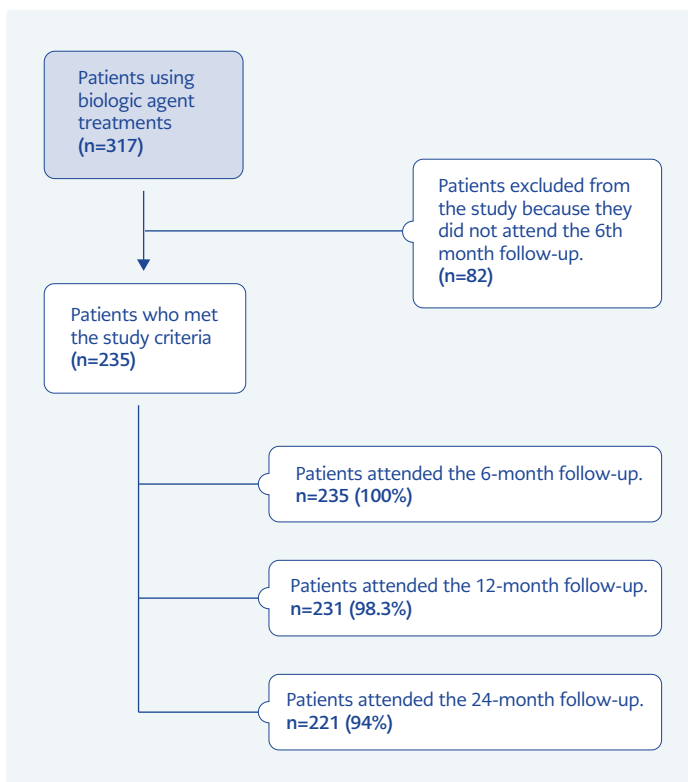 Patients using
biologic agent
treatments
(n=317)
Patients excluded from
the study because they
did not attend the 6th
month follow-up.
(n=82)
Patients who met
the study criteria
(n=235)
Patients attended the 6-month follow-up.
n=235 (100%)
Patients attended the 12-month follow-up.
n=231 (98.3%)
Patients attended the 24-month follow-up.
n=221 (94%)